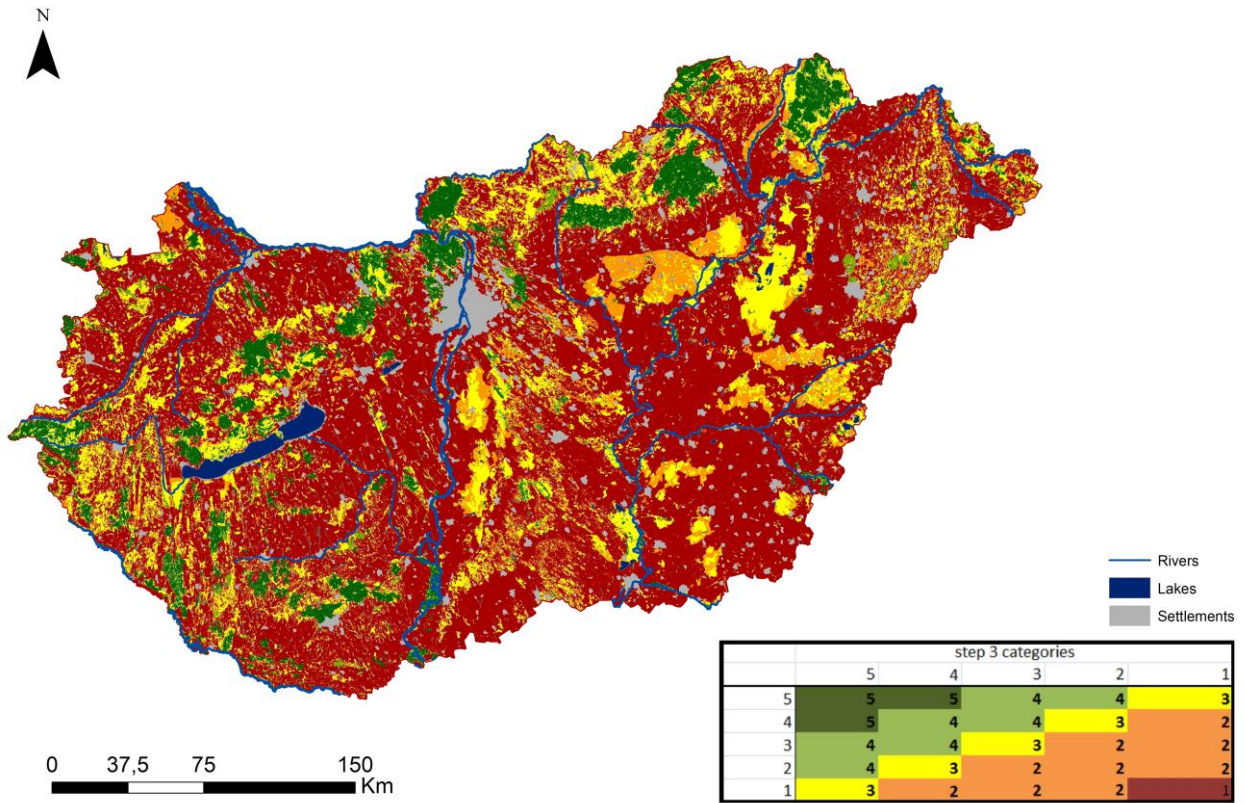 N
Rivers
Lakes
Settlements
step 3 categories
5 4 3 2 1
5 5 5 4 4 3
4 5 4 4 3 2
3 4 4 3 2 2
2 4 3 2 2 2
1 3 2 2 2 1
0 37,5 75 150
Km